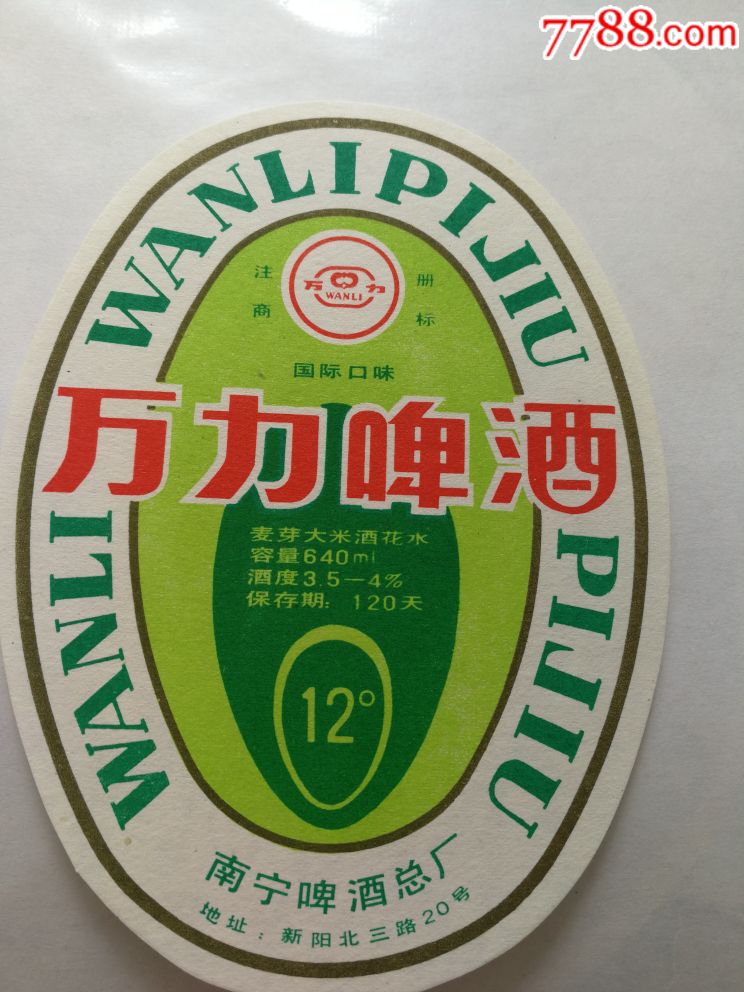 7788.com
WANLIPIJIU
注册
商标
万力
WANLI
国际口味
万力啤酒
麦芽大米酒花水
容量640ml
酒度3.5—4%
保存期：120天
12°
WANLI PIJIU
南宁啤酒总厂
地址：新阳北三路20号